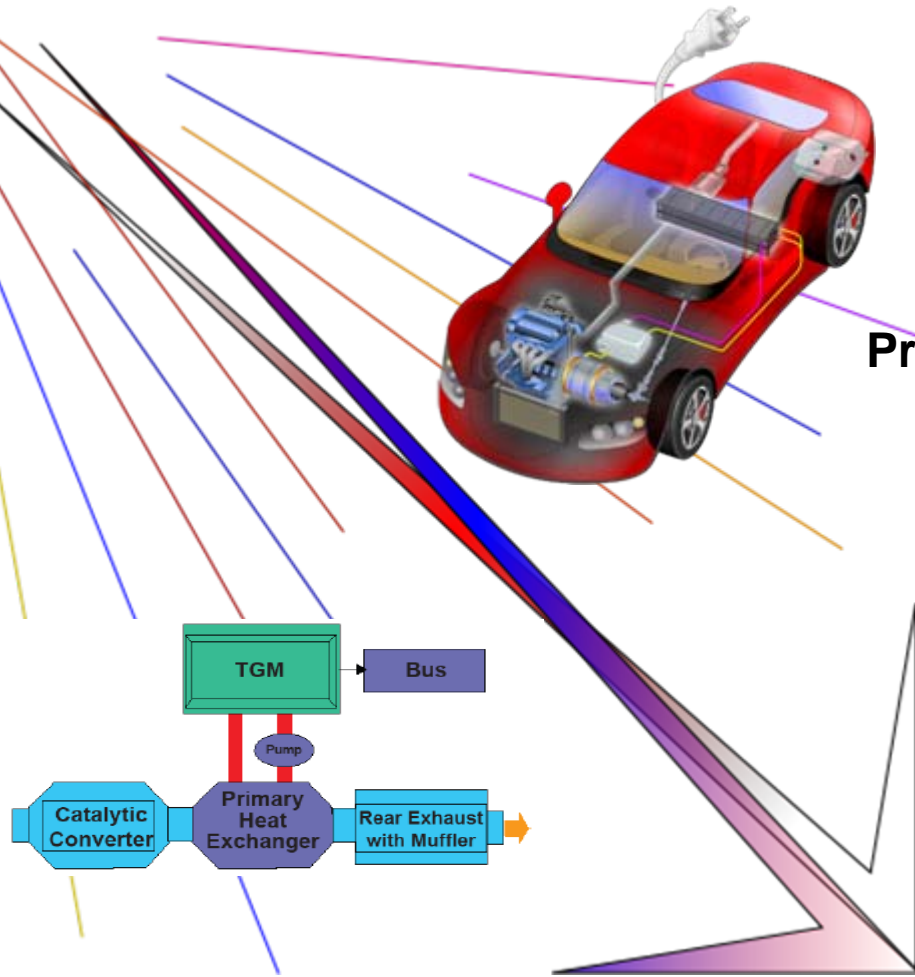 Pr
TGM
Bus
Pump
Catalytic
Converter
Primary
Heat
Exchanger
Rear Exhaust
with Muffler